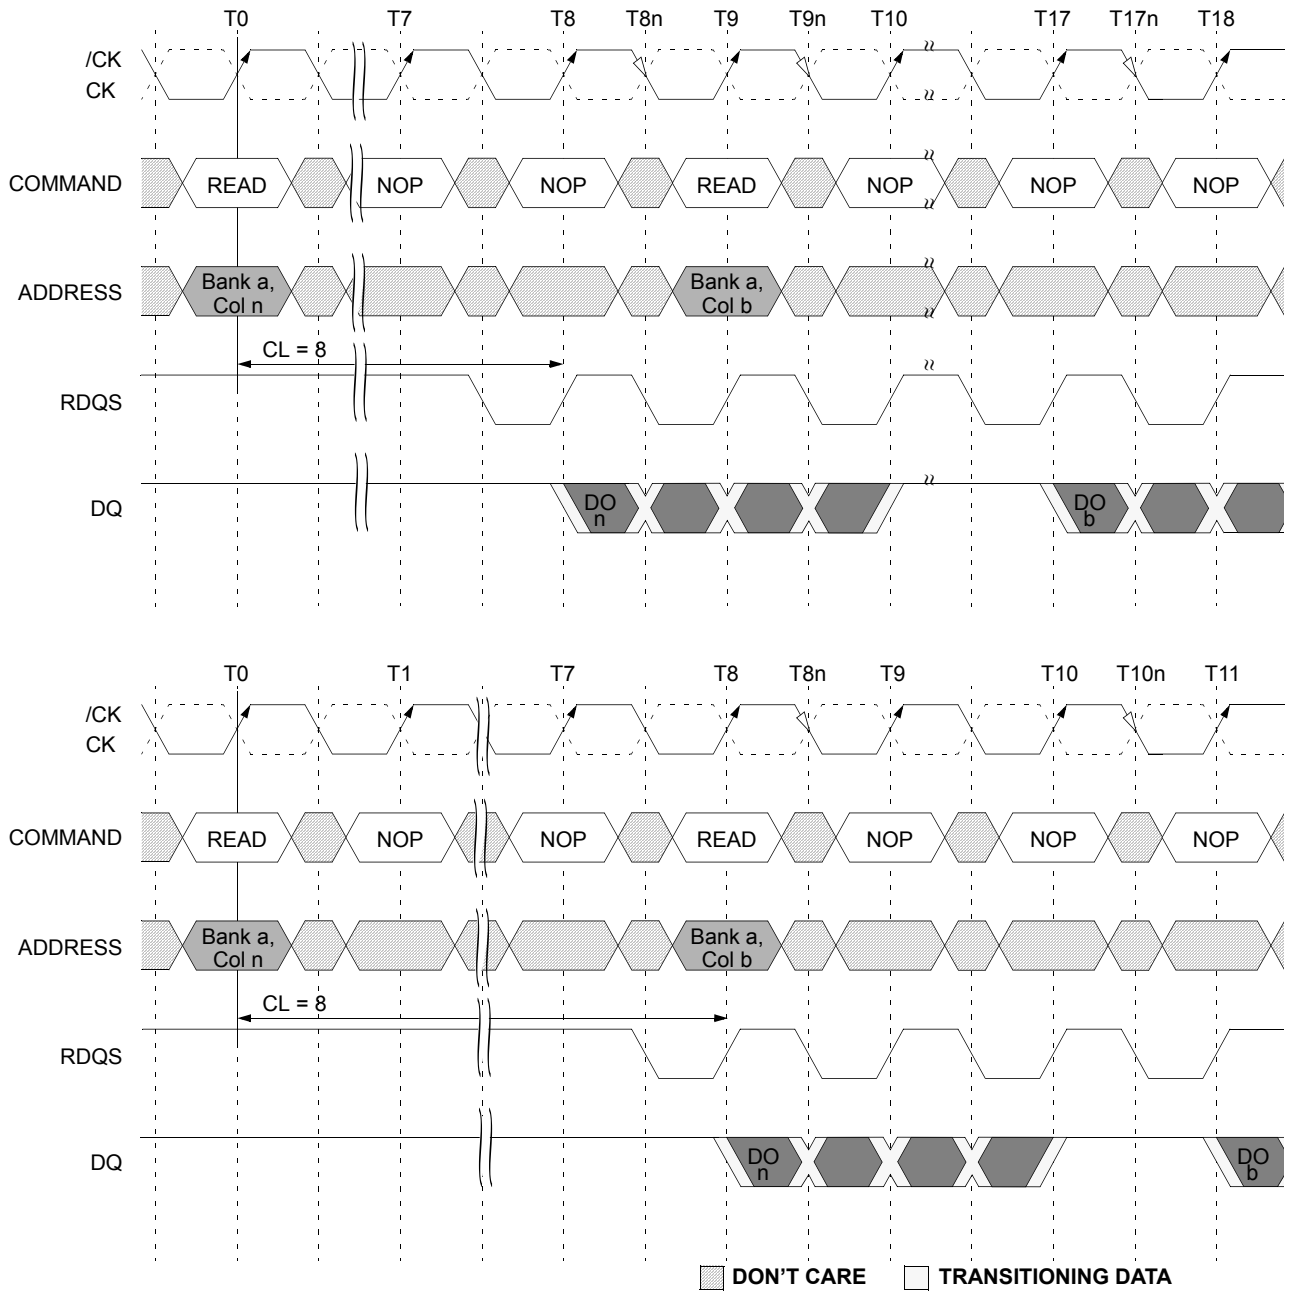 T0 T7 T8 T8n T9 T9n T10 T17 T17n T18
/CK
CK
COMMAND READ NOP NOP READ NOP NOP NOP
ADDRESS Bank a, Col n Bank a, Col b
CL = 8
RDQS
DQ DO n DO b
T0 T1 T7 T8 T8n T9 T10 T10n T11
/CK
CK
COMMAND READ NOP NOP READ NOP NOP NOP
ADDRESS Bank a, Col n Bank a, Col b
CL = 8
RDQS
DQ DO n DO b
DON'T CARE TRANSITIONING DATA